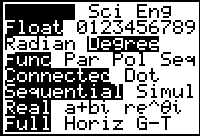 Sci Eng
Float 0123456789
Radian Degree
Func Par Pol Seq
Connected Dot
Sequential Simul
Real a+bi re^θi
Full Horiz G-T